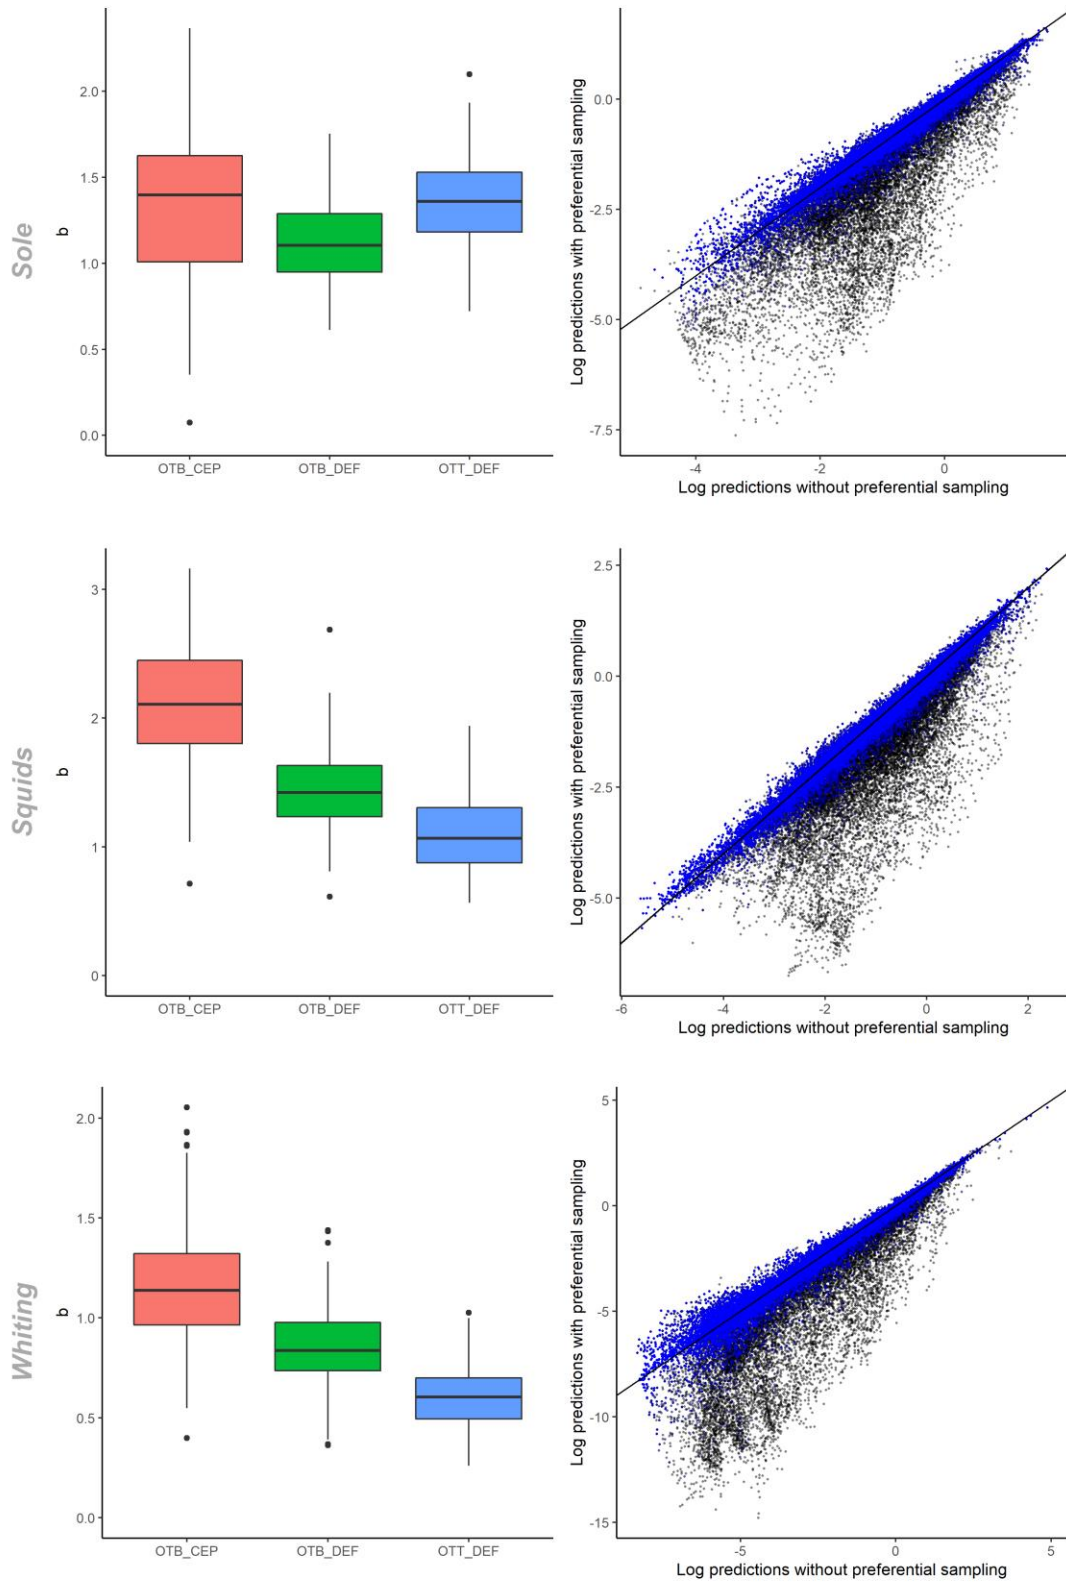 Sole
b
2.0
1.5
1.0
0.5
0.0
OTB_CEP OTB_DEF OTT_DEF
Log predictions with preferential sampling
0.0
-2.5
-5.0
-7.5
-4 -2 0
Log predictions without preferential sampling
Squids
b
3
2
1
0
OTB_CEP OTB_DEF OTT_DEF
Log predictions with preferential sampling
2.5
0.0
-2.5
-5.0
-6 -4 -2 0 2
Log predictions without preferential sampling
Whiting
b
2.0
1.5
1.0
0.5
0.0
OTB_CEP OTB_DEF OTT_DEF
Log predictions with preferential sampling
5
0
-5
-10
-15
-5 0 5
Log predictions without preferential sampling